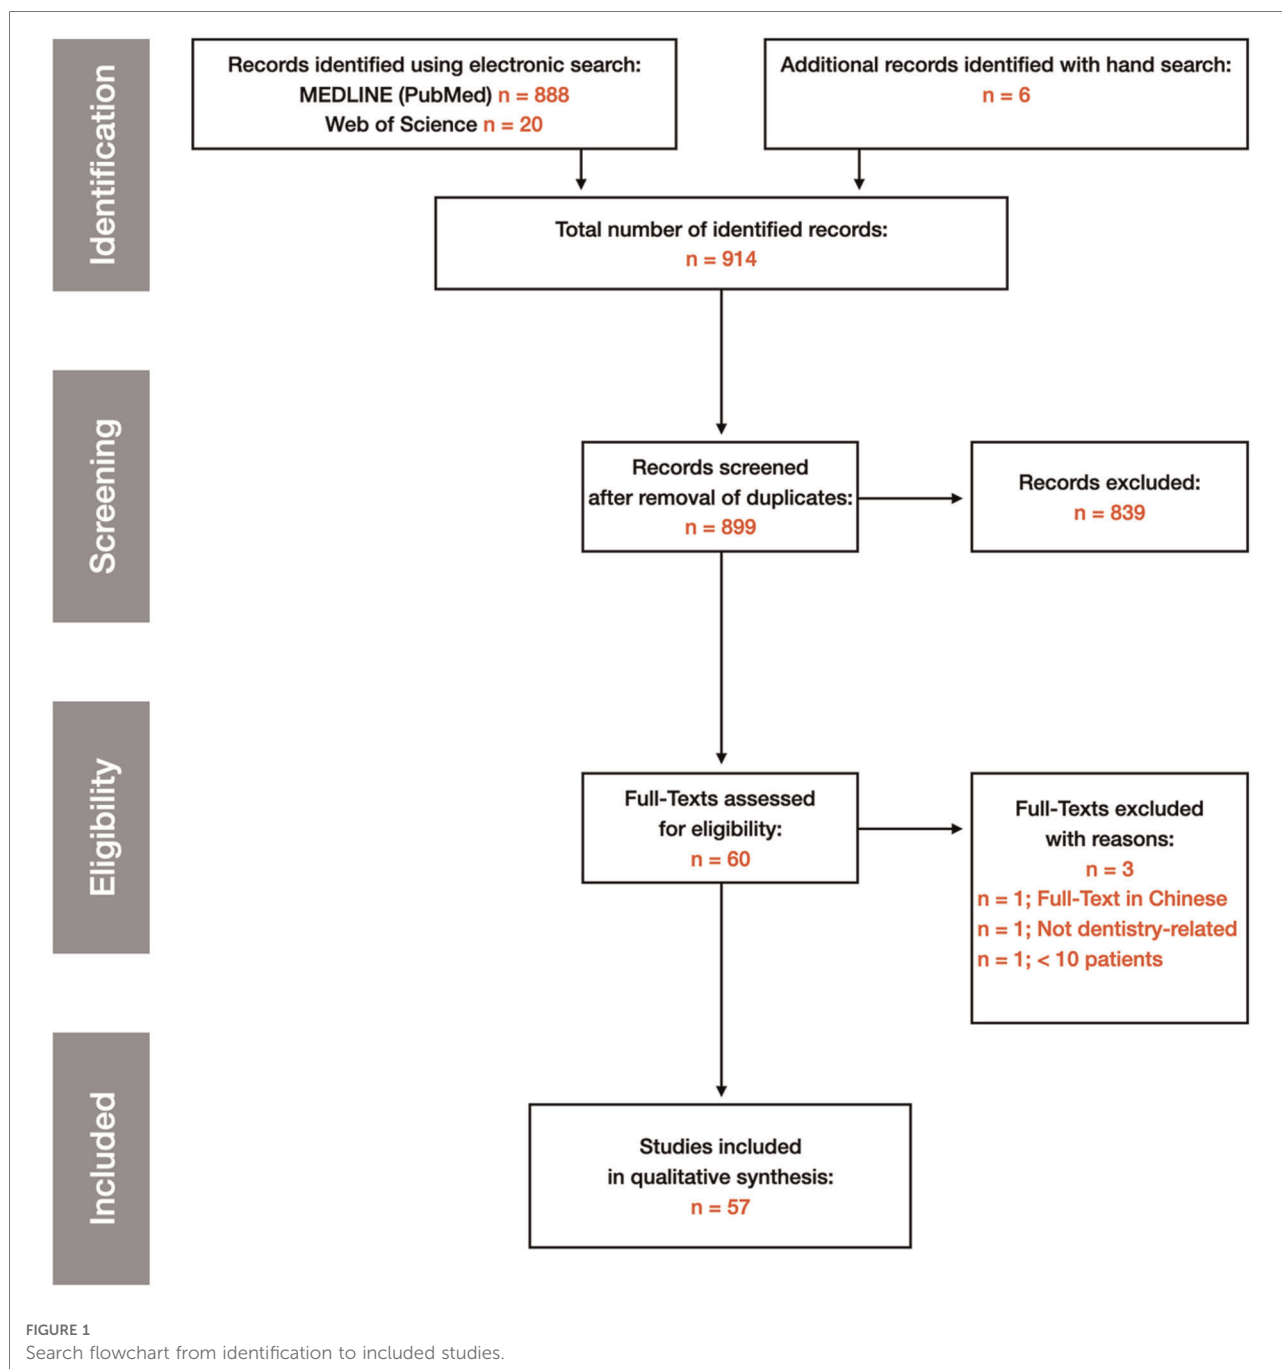 Identification
Records identified using electronic search:
MEDLINE (PubMed) n = 888
Web of Science n = 20
Additional records identified with hand search:
n = 6
Total number of identified records:
n = 914
Screening
Records screened
after removal of duplicates:
n = 899
Records excluded:
n = 839
Eligibility
Full-Texts assessed
for eligibility:
n = 60
Full-Texts excluded
with reasons:
n = 3
n = 1; Full-Text in Chinese
n = 1; Not dentistry-related
n = 1; < 10 patients
Included
Studies included
in qualitative synthesis:
n = 57
FIGURE 1
Search flowchart from identification to included studies.